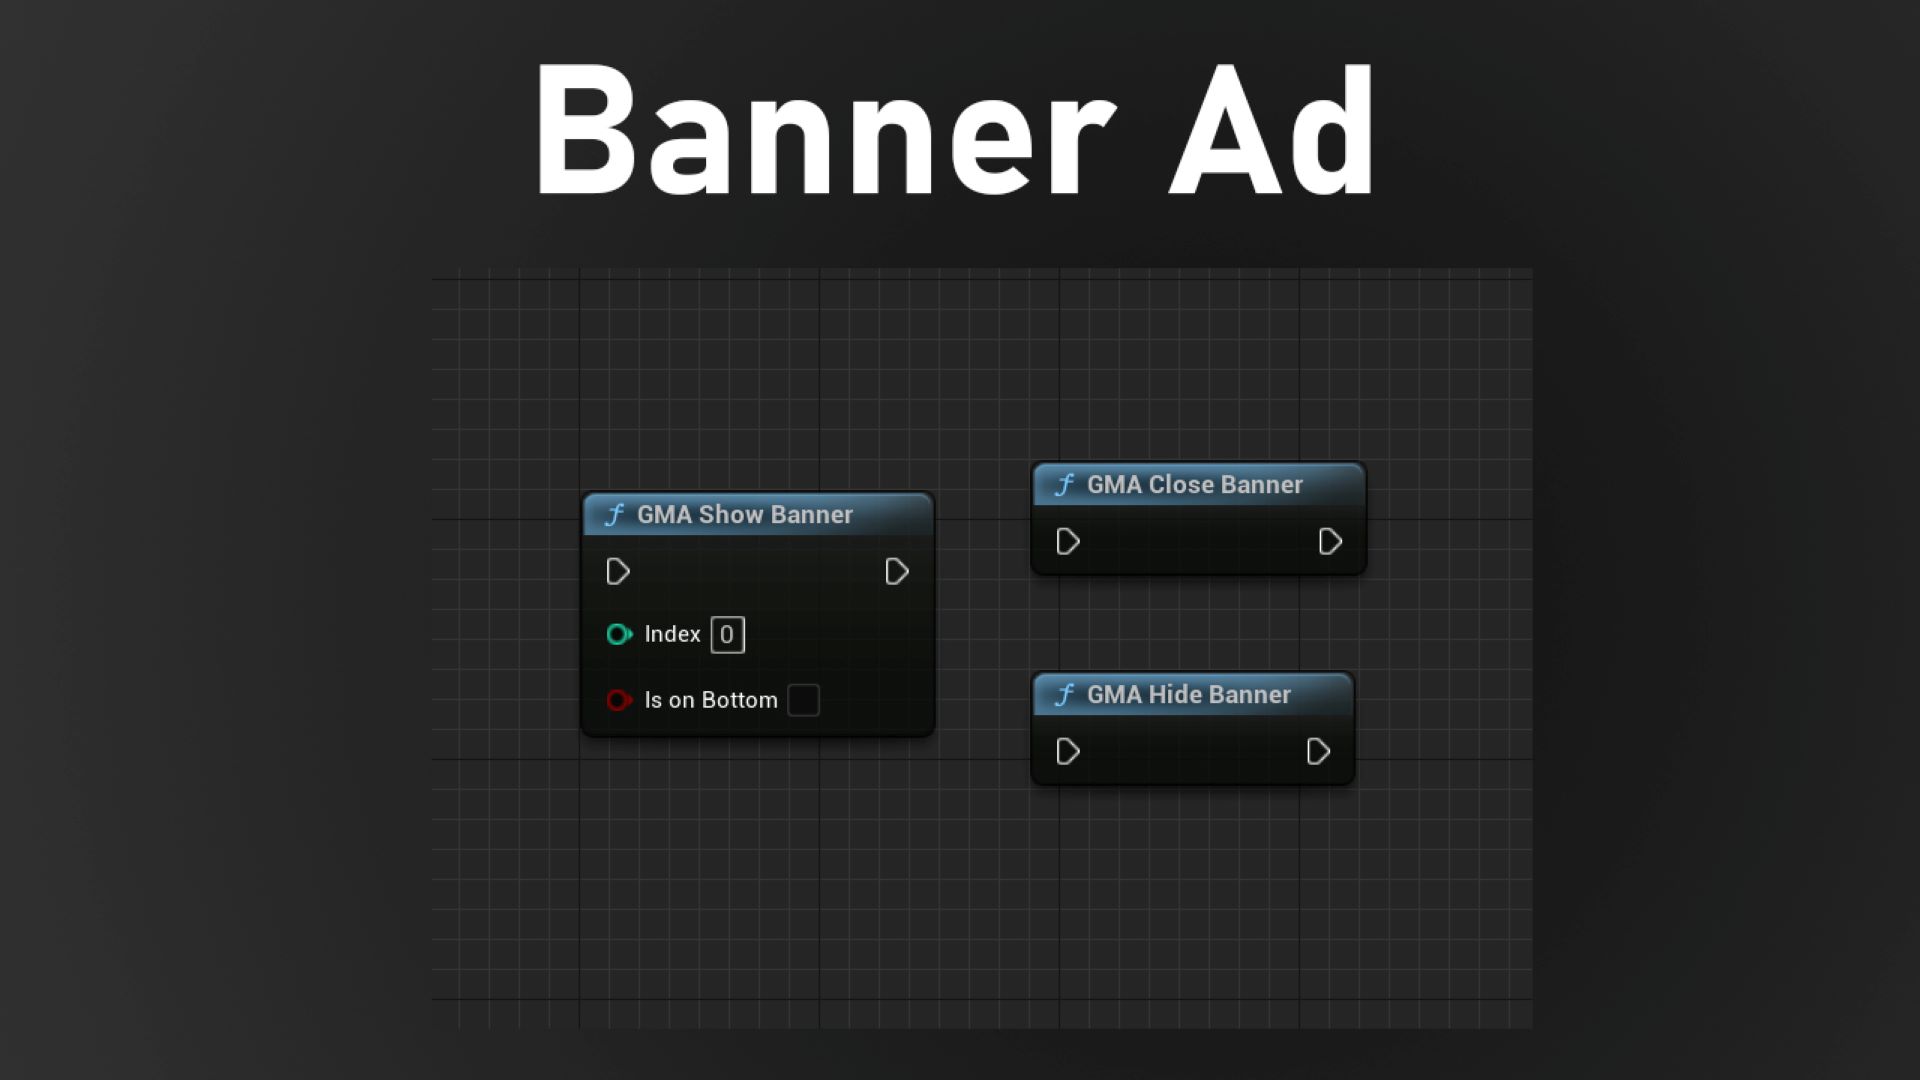 Banner Ad
GMA Show Banner
Index 0
Is on Bottom
GMA Close Banner
GMA Hide Banner